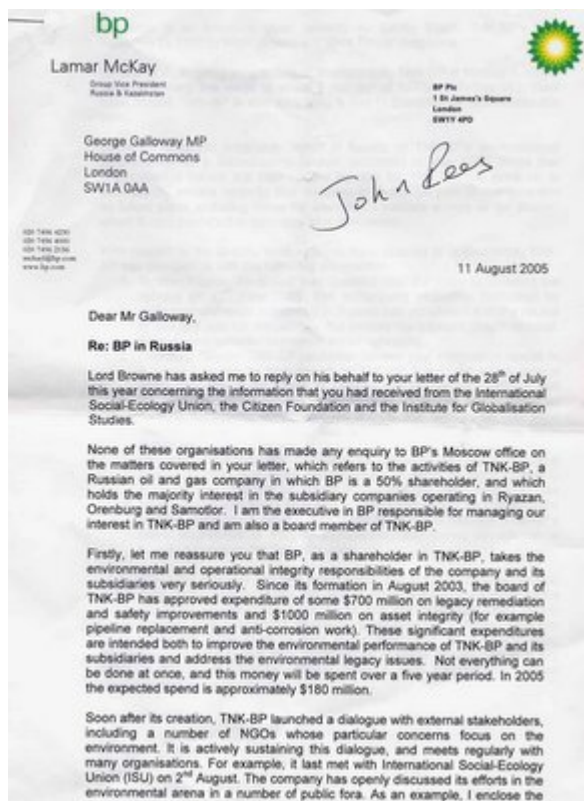 bp
Lamar McKay
Group Vice President
Russia & Kazakhstan
BP Plc
1 St James's Square
London
SW1Y 4PD
George Galloway MP
House of Commons
London
SW1A 0AA
John Rees
www.bp.com
11 August 2005
Dear Mr Galloway,
Re: BP in Russia
Lord Browne has asked me to reply on his behalf to your letter of the 28th of July
this year concerning the information that you had received from the International
Social-Ecology Union, the Citizen Foundation and the Institute for Globalisation
Studies.
None of these organisations has made any enquiry to BP's Moscow office on
the matters covered in your letter, which refers to the activities of TNK-BP, a
Russian oil and gas company in which BP is a 50% shareholder, and which
holds the majority interest in the subsidiary companies operating in Ryazan,
Orenburg and Samotlor. I am the executive in BP responsible for managing our
interest in TNK-BP and am also a board member of TNK-BP.
Firstly, let me reassure you that BP, as a shareholder in TNK-BP, takes the
environmental and operational integrity responsibilities of the company and its
subsidiaries very seriously. Since its formation in August 2003, the board of
TNK-BP has approved expenditure of some $700 million on legacy remediation
and safety improvements and $1000 million on asset integrity (for example
pipeline replacement and anti-corrosion work). These significant expenditures
are intended both to improve the environmental performance of TNK-BP and its
subsidiaries and address the environmental legacy issues. Not everything can
be done at once, and this money will be spent over a five year period. In 2005
the expected spend is approximately $180 million.
Soon after its creation, TNK-BP launched a dialogue with external stakeholders,
including a number of NGOs whose particular concerns focus on the
environment. It is actively sustaining this dialogue, and meets regularly with
many organisations. For example, it last met with International Social-Ecology
Union (ISU) on 2nd August. The company has openly discussed its efforts in the
environmental arena in a number of public fora. As an example, I enclose the